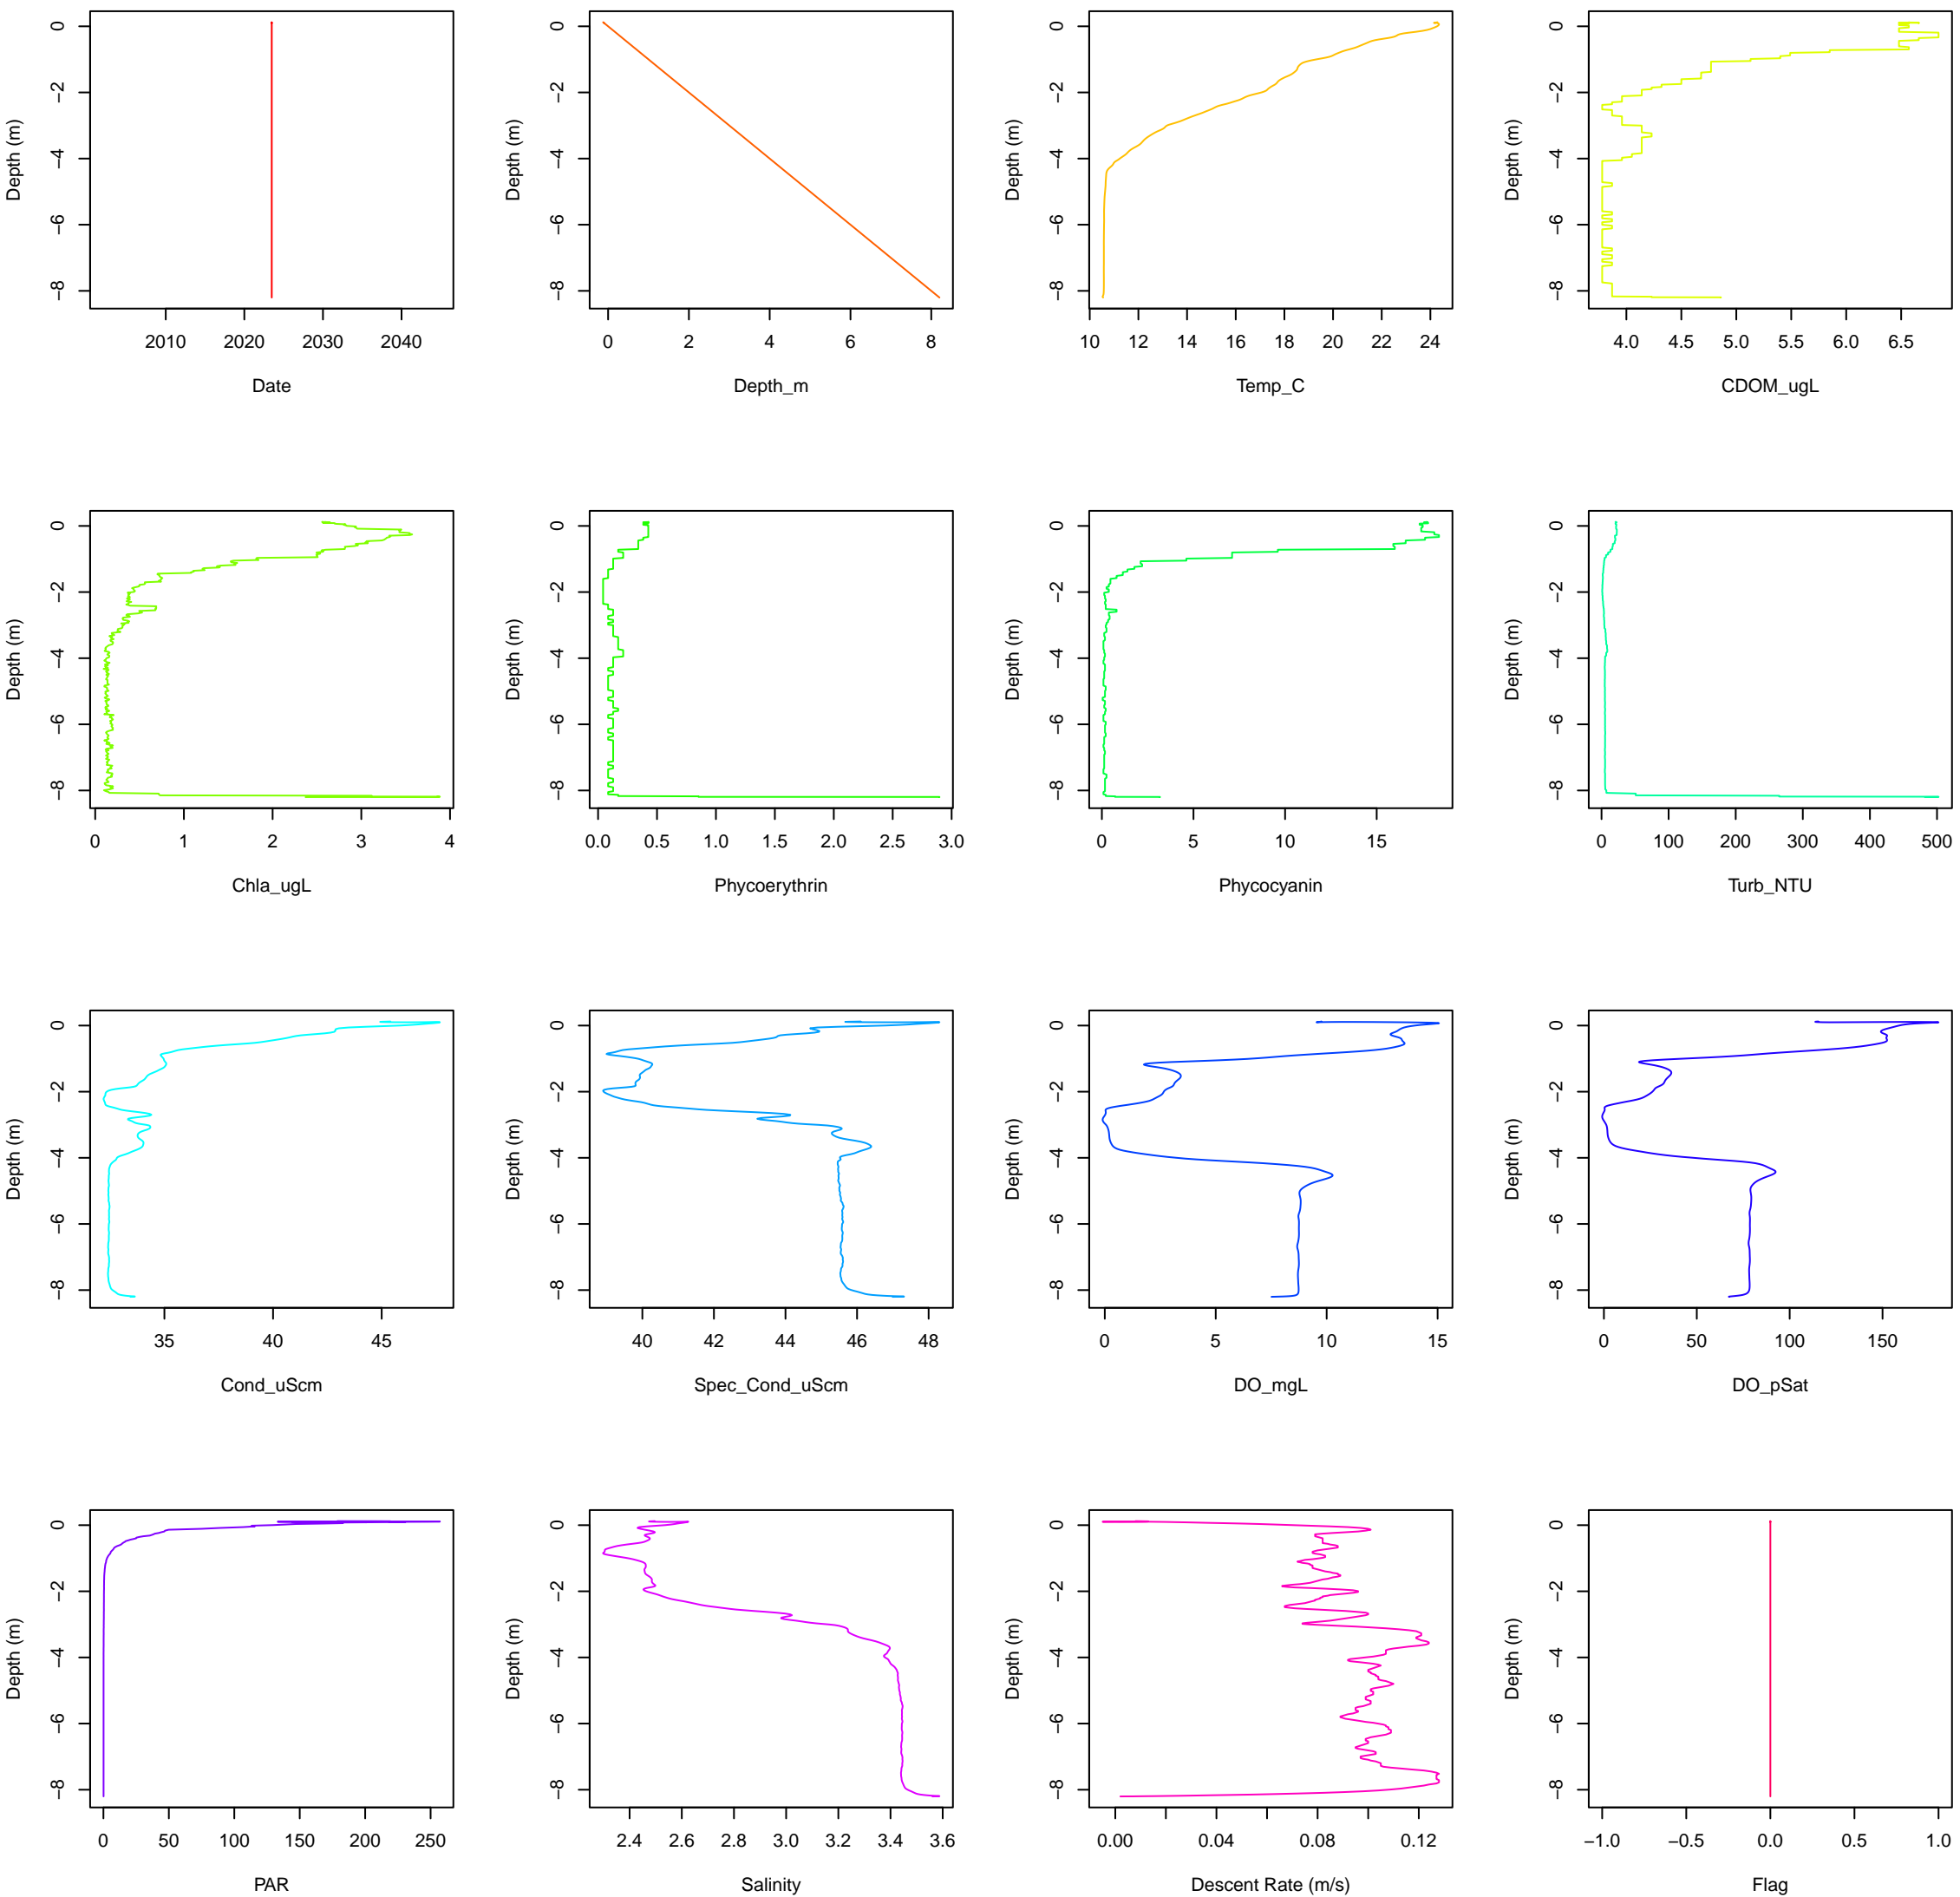 Depth (m)
0
−2
−4
−6
−8
2010 2020 2030 2040
Date
Depth (m)
0
−2
−4
−6
−8
0 2 4 6 8
Depth_m
Depth (m)
0
−2
−4
−6
−8
10 12 14 16 18 20 22 24
Temp_C
Depth (m)
0
−2
−4
−6
−8
4.0 4.5 5.0 5.5 6.0 6.5
CDOM_ugL
Depth (m)
0
−2
−4
−6
−8
0 1 2 3 4
Chla_ugL
Depth (m)
0
−2
−4
−6
−8
0.0 0.5 1.0 1.5 2.0 2.5 3.0
Phycoerythrin
Depth (m)
0
−2
−4
−6
−8
0 5 10 15
Phycocyanin
Depth (m)
0
−2
−4
−6
−8
0 100 200 300 400 500
Turb_NTU
Depth (m)
0
−2
−4
−6
−8
35 40 45
Cond_uScm
Depth (m)
0
−2
−4
−6
−8
40 42 44 46 48
Spec_Cond_uScm
Depth (m)
0
−2
−4
−6
−8
0 5 10 15
DO_mgL
Depth (m)
0
−2
−4
−6
−8
0 50 100 150
DO_pSat
Depth (m)
0
−2
−4
−6
−8
0 50 100 150 200 250
PAR
Depth (m)
0
−2
−4
−6
−8
2.4 2.6 2.8 3.0 3.2 3.4 3.6
Salinity
Depth (m)
0
−2
−4
−6
−8
0.00 0.04 0.08 0.12
Descent Rate (m/s)
Depth (m)
0
−2
−4
−6
−8
−1.0 −0.5 0.0 0.5 1.0
Flag